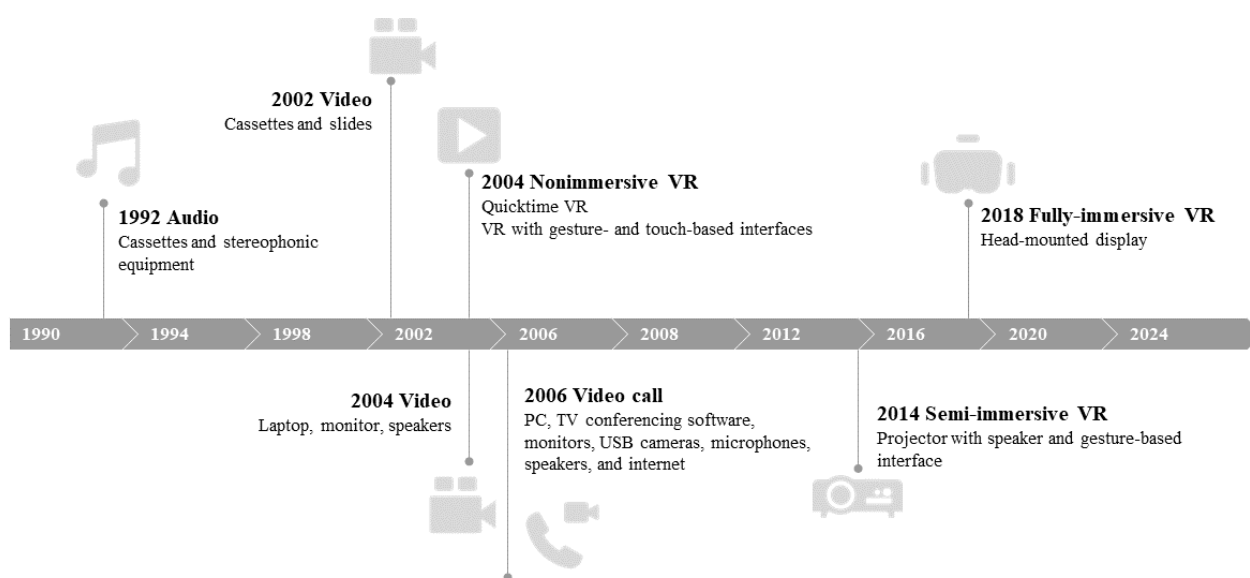 2002 Video
Cassettes and slides
2004 Nonimmersive VR
Quicktime VR
VR with gesture- and touch-based interfaces
1992 Audio
Cassettes and stereophonic
equipment
2018 Fully-immersive VR
Head-mounted display
1990 1994 1998 2002 2006 2008 2012 2016 2020 2024
2004 Video
Laptop, monitor, speakers
2006 Video call
PC, TV conferencing software,
monitors, USB cameras, microphones,
speakers, and internet
2014 Semi-immersive VR
Projector with speaker and gesture-based
interface